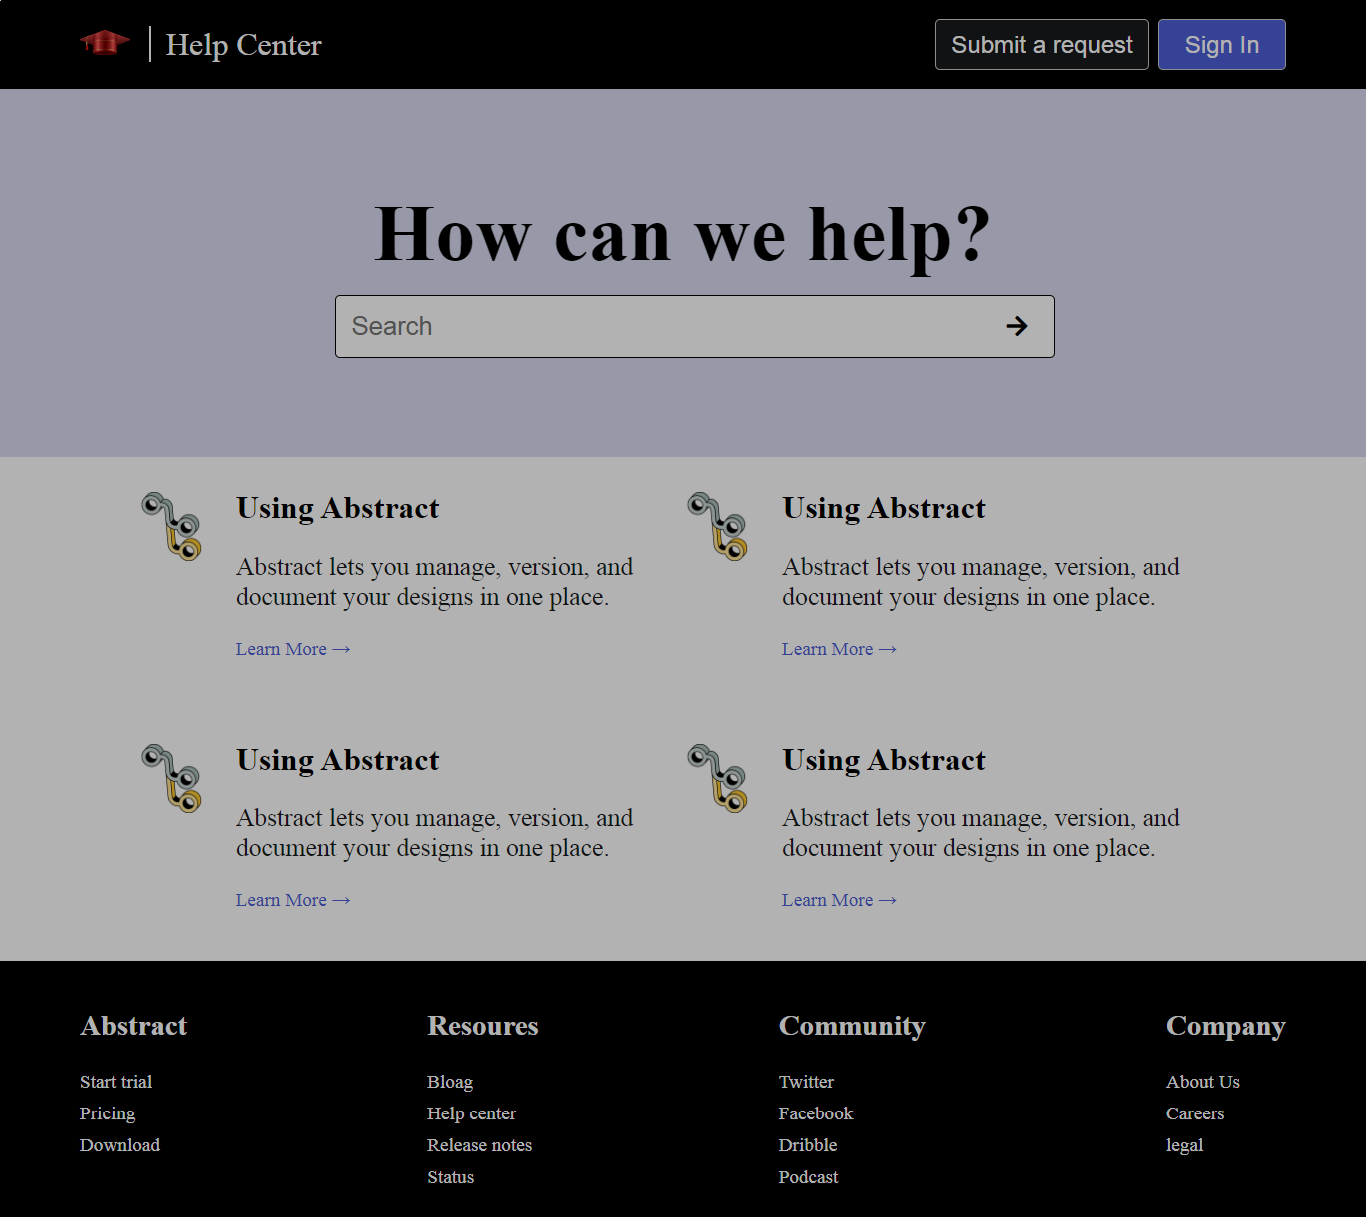 Help Center
Submit a request
Sign In
How can we help?
Search
Using Abstract
Abstract lets you manage, version, and
document your designs in one place.
Learn More →
Using Abstract
Abstract lets you manage, version, and
document your designs in one place.
Learn More →
Using Abstract
Abstract lets you manage, version, and
document your designs in one place.
Learn More →
Using Abstract
Abstract lets you manage, version, and
document your designs in one place.
Learn More →
Abstract
Start trial
Pricing
Download
Resoures
Bloag
Help center
Release notes
Status
Community
Twitter
Facebook
Dribble
Podcast
Company
About Us
Careers
legal